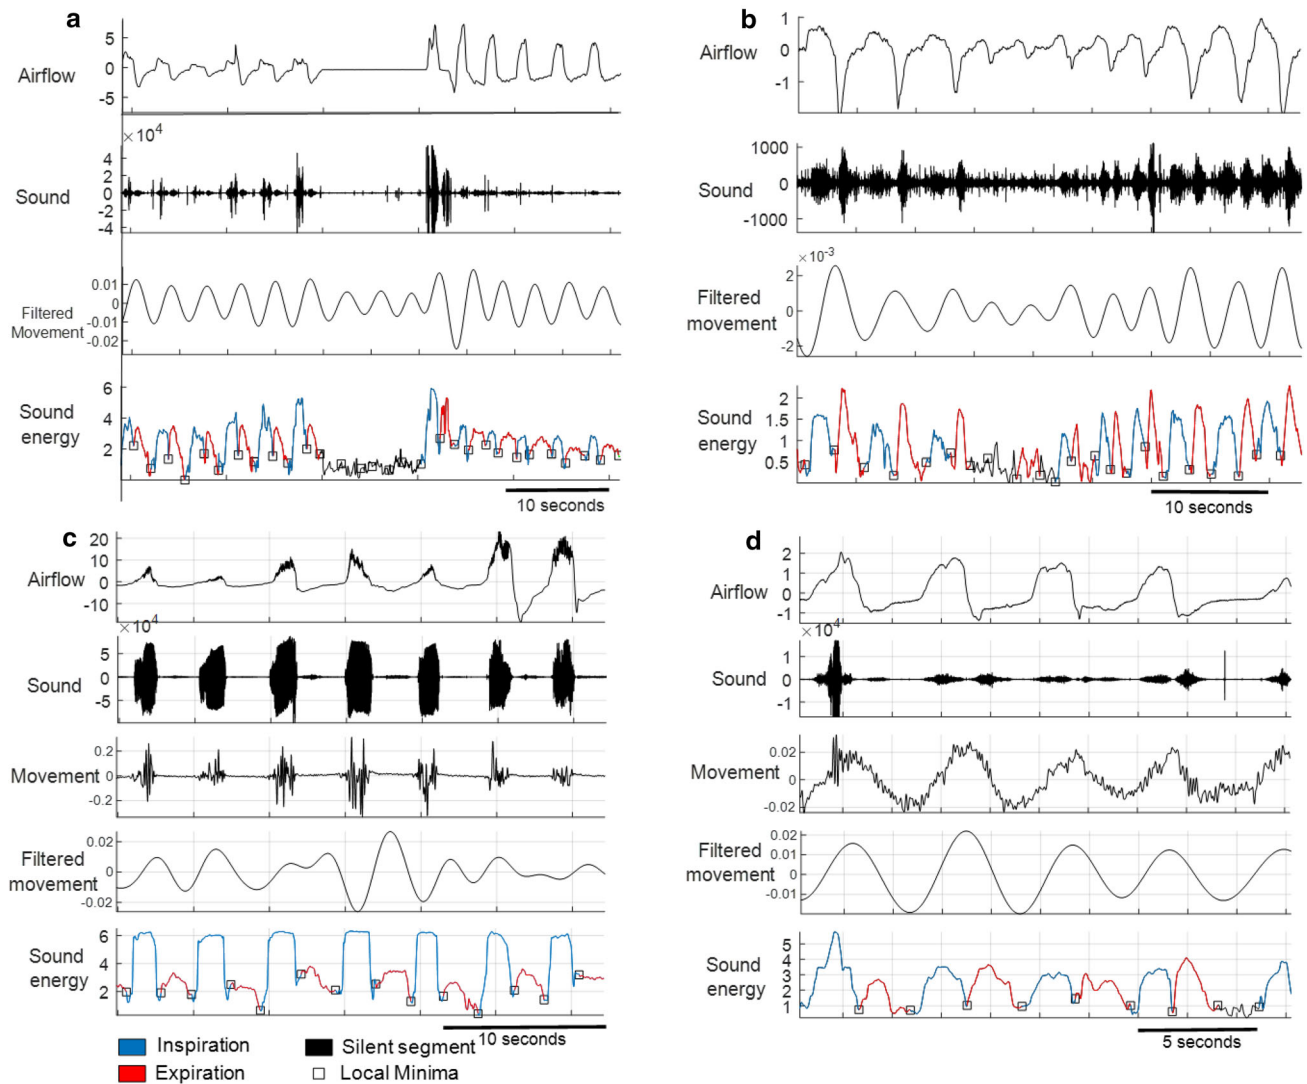 a
Airflow
5
0
5
×10⁴
Sound
4
2
0
-2
-4
Filtered
Movement
0.01
0
-0.01
-0.02
Sound
energy
6
4
2
10 seconds
b
Airflow
1
0
-1
Sound
1000
0
-1000
×10⁻³
Filtered
movement
2
0
-2
Sound
energy
2
1.5
1
0.5
10 seconds
c
Airflow
20
10
0
-10
×10⁴
Sound
5
0
-5
Movement
0.2
0
-0.2
Filtered
movement
0.02
0
-0.02
Sound
energy
6
4
2
10 seconds
d
Airflow
2
1
0
-1
×10⁴
Sound
1
0
-1
Movement
0.02
0
-0.02
Filtered
movement
0.02
0.01
0
-0.01
Sound
energy
5
4
3
2
1
5 seconds
Inspiration
Silent segment
Expiration
Local Minima